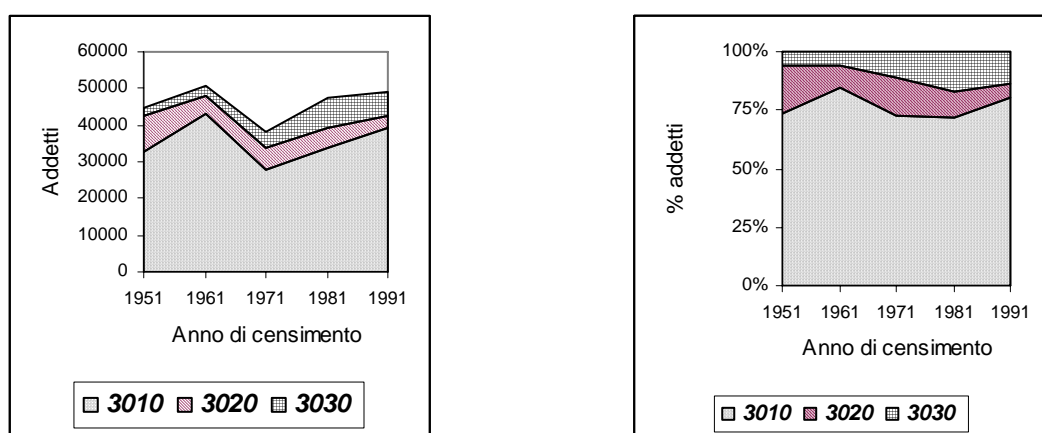 60000
50000
40000
30000
20000
10000
0
Addetti
1951 1961 1971 1981 1991
Anno di censimento
3010 3020 3030
100%
75%
50%
25%
0%
% addetti
1951 1961 1971 1981 1991
Anno di censimento
3010 3020 3030